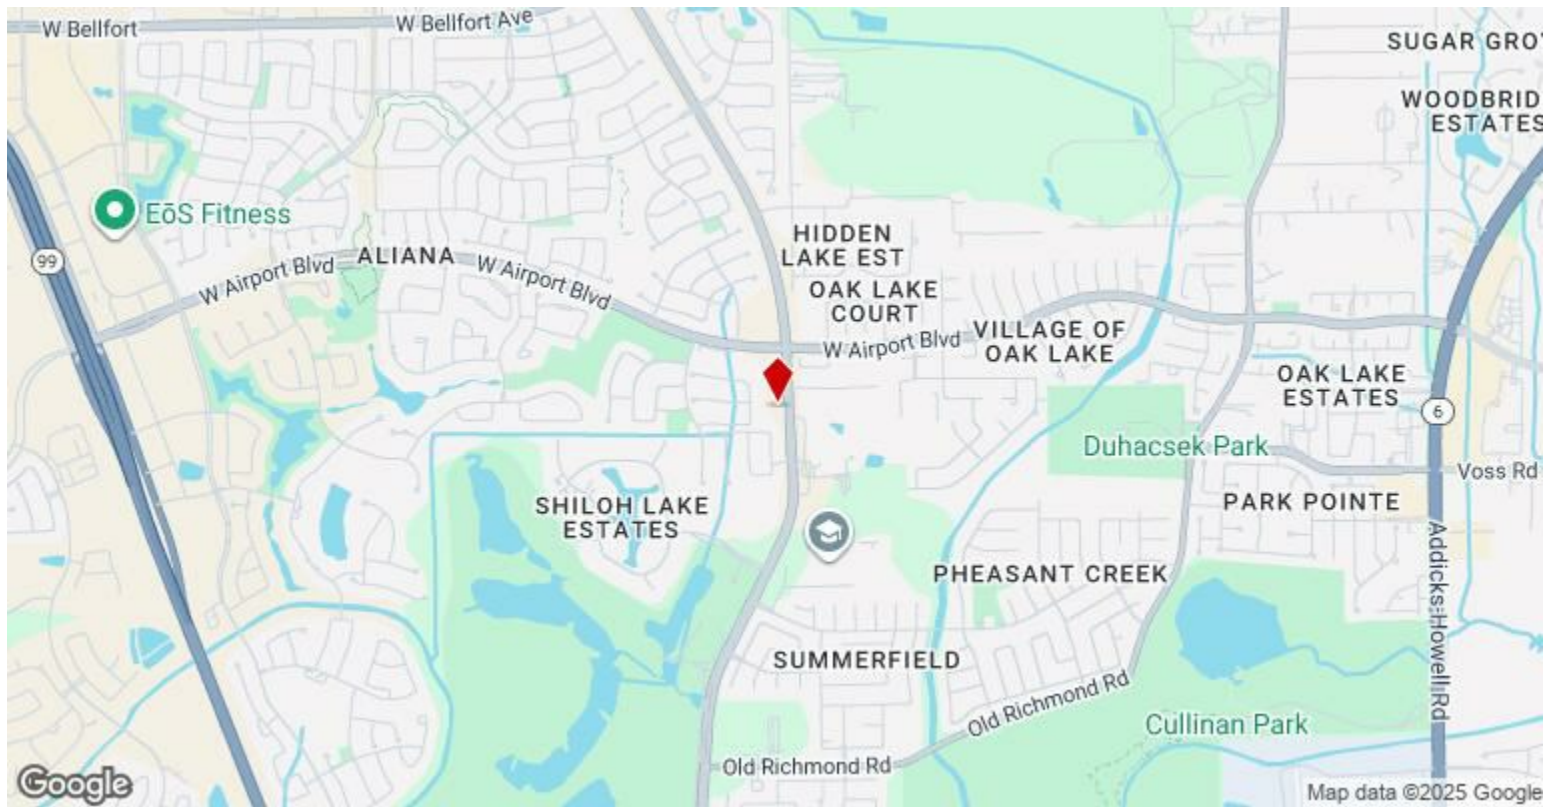 W Bellfort
W Bellfort Ave
SUGAR GRO
WOODBRID
ESTATES
EōS Fitness
99
ALIANA
W Airport Blvd
W Airport Blvd
HIDDEN
LAKE EST
OAK LAKE
COURT
W Airport Blvd
VILLAGE OF
OAK LAKE
OAK LAKE
ESTATES
6
Duhacsek Park
Voss Rd
PARK POINTE
SHILOH LAKE
ESTATES
PHEASANT CREEK
Addicks-Howell Rd
SUMMERFIELD
Old Richmond Rd
Cullinan Park
Old Richmond Rd
Google
Map data ©2025 Google